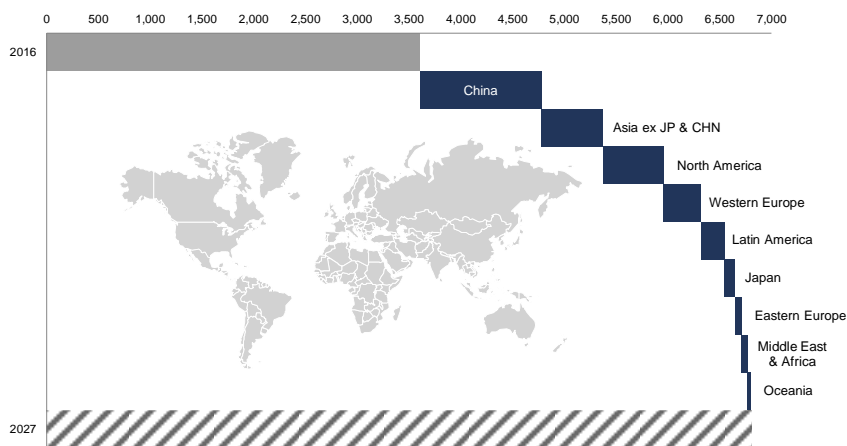 0 500 1,000 1,500 2,000 2,500 3,000 3,500 4,000 4,500 5,000 5,500 6,000 6,500 7,000
2016
China
Asia ex JP & CHN
North America
Western Europe
Latin America
Japan
Eastern Europe
Middle East
& Africa
Oceania
2027